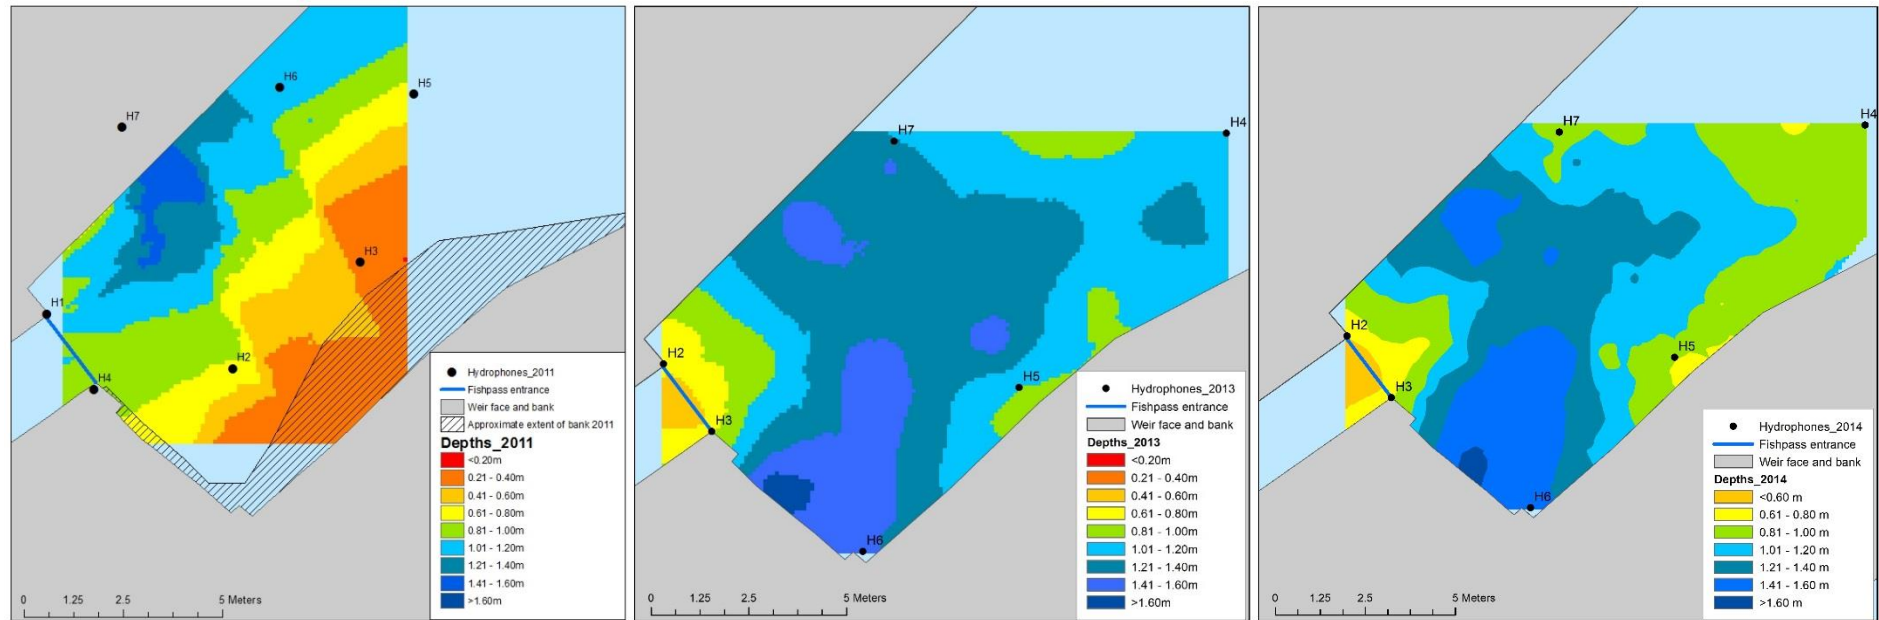 H6
H5
H7
H3
H1
H2
H4
Hydrophones_2011
Fishpass entrance
Weir face and bank
Approximate extent of bank 2011
Depths_2011
<0.20m
0.21 - 0.40m
0.41 - 0.60m
0.61 - 0.80m
0.81 - 1.00m
1.01 - 1.20m
1.21 - 1.40m
1.41 - 1.60m
>1.60m
0 1.25 2.5 5 Meters
H4
H7
H2
H5
H3
H6
Hydrophones_2013
Fishpass entrance
Weir face and bank
Depths_2013
<0.20m
0.21 - 0.40m
0.41 - 0.60m
0.61 - 0.80m
0.81 - 1.00m
1.01 - 1.20m
1.21 - 1.40m
1.41 - 1.60m
>1.60m
0 1.25 2.5 5 Meters
H4
H7
H2
H5
H3
H6
Hydrophones_2014
Fishpass entrance
Weir face and bank
Depths_2014
<0.60 m
0.61 - 0.80 m
0.81 - 1.00 m
1.01 - 1.20 m
1.21 - 1.40 m
1.41 - 1.60 m
>1.60 m
0 1.25 2.5 5 Meters